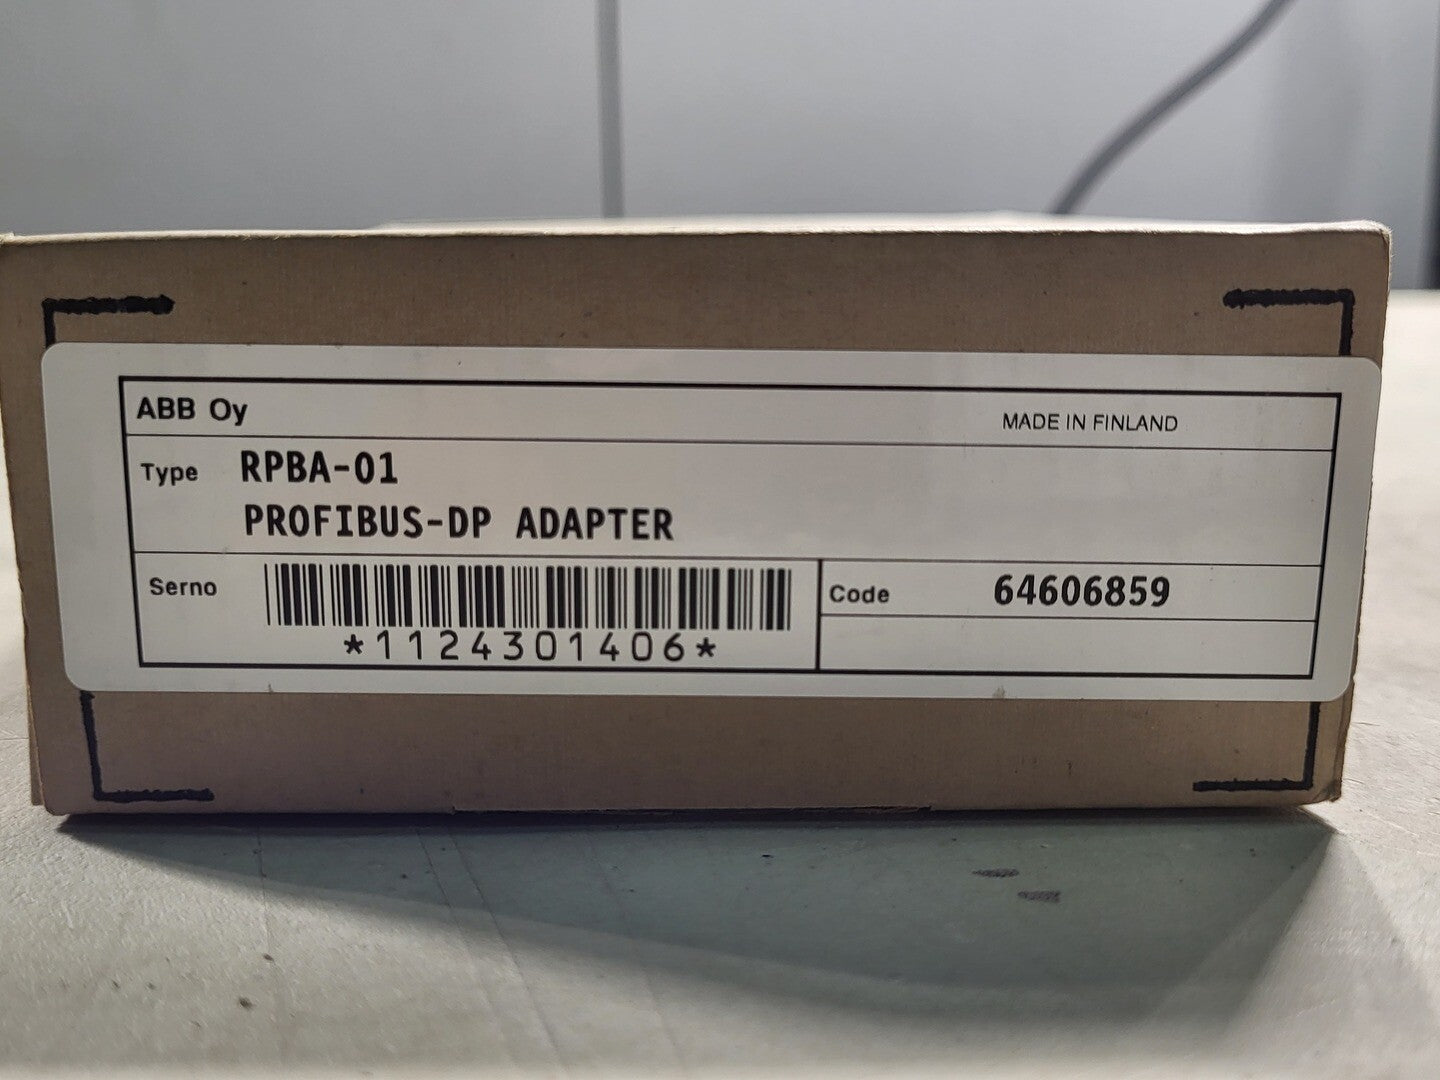 ABB Oy
MADE IN FINLAND
Type RPBA-01
PROFIBUS-DP ADAPTER
Serno
*1124301406*
Code 64606859